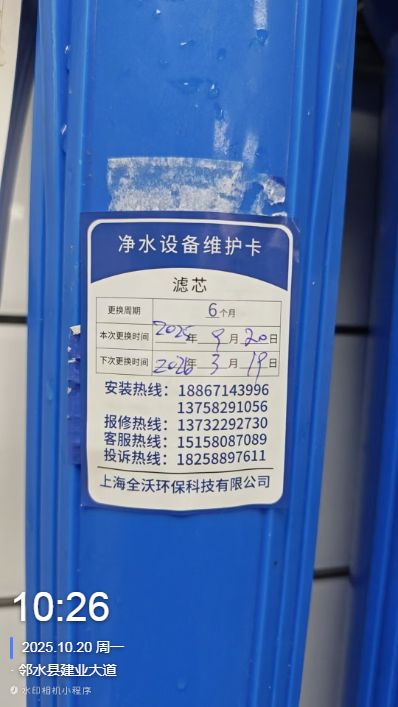 净水设备维护卡
滤芯
更换周期 6个月
本次更换时间 2025年9月20日
下次更换时间 2026年3月19日
安装热线：18867143996
13758291056
报修热线：13732292730
客服热线：15158087089
投诉热线：18258897611
上海全沃环保科技有限公司
10:26
2025.10.20 周一
· 邻水县建业大道
水印相机小程序